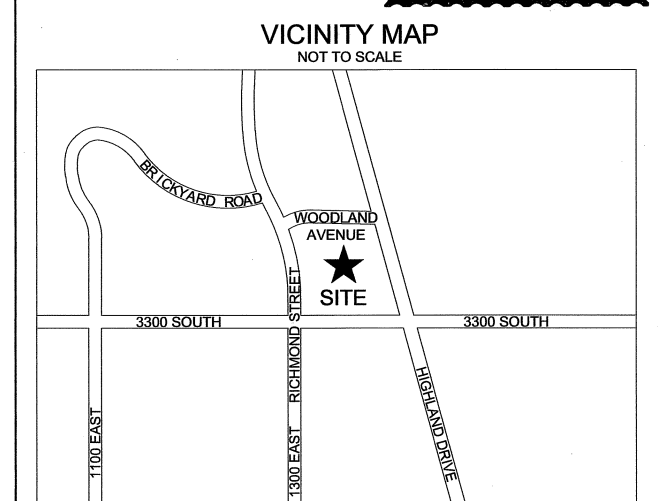 VICINITY MAP
NOT TO SCALE
BRICKYARD ROAD
WOODLAND
AVENUE
SITE
RICHMOND STREET
3300 SOUTH
3300 SOUTH
HIGHLAND DRIVE
1100 EAST
1300 EAST